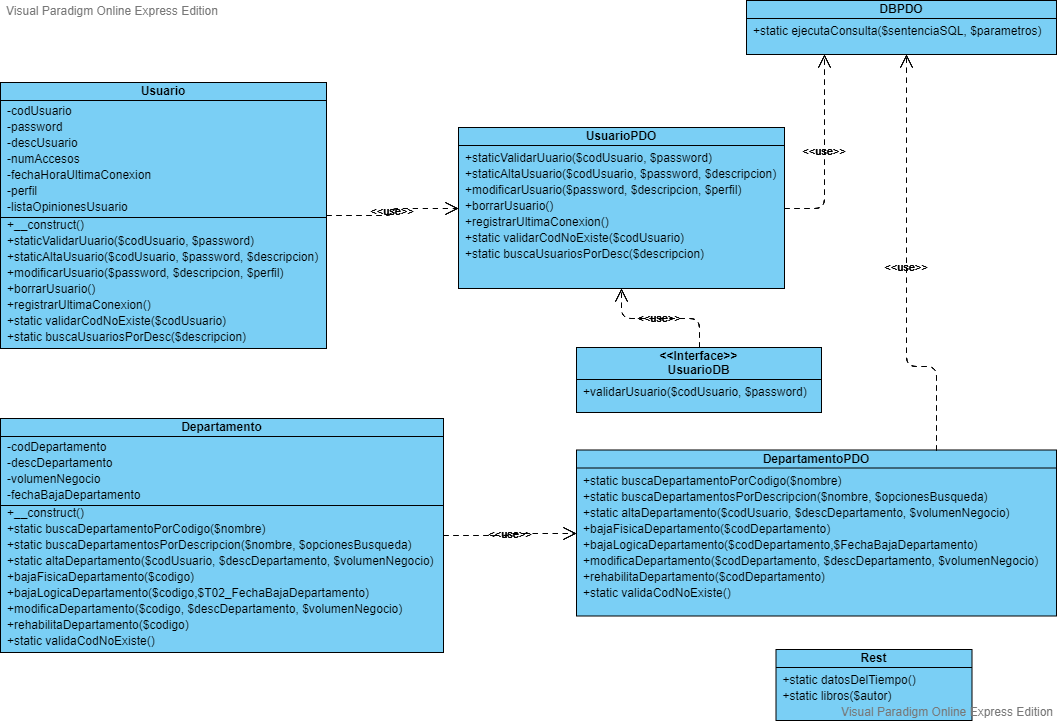 Visual Paradigm Online Express Edition
DBPDO
+static ejecutaConsulta($sentenciaSQL, $parametros)
Usuario
-codUsuario
-password
-descUsuario
-numAccesos
-fechaHoraUltimaConexion
-perfil
-listaOpinionesUsuario
+__construct()
+staticValidarUuario($codUsuario, $password)
+staticAltaUsuario($codUsuario, $password, $descripcion)
+modificarUsuario($password, $descripcion, $perfil)
+borrarUsuario()
+registrarUltimaConexion()
+static validarCodNoExiste($codUsuario)
+static buscaUsuariosPorDesc($descripcion)
<<use>>
UsuarioPDO
+staticValidarUuario($codUsuario, $password)
+staticAltaUsuario($codUsuario, $password, $descripcion)
+modificarUsuario($password, $descripcion, $perfil)
+borrarUsuario()
+registrarUltimaConexion()
+static validarCodNoExiste($codUsuario)
+static buscaUsuariosPorDesc($descripcion)
<<use>>
<<use>>
<<use>>
<<Interface>>
UsuarioDB
+validarUsuario($codUsuario, $password)
Departamento
-codDepartamento
-descDepartamento
-volumenNegocio
-fechaBajaDepartamento
+__construct()
+static buscaDepartamentoPorCodigo($nombre)
+static buscaDepartamentosPorDescripcion($nombre, $opcionesBusqueda)
+static altaDepartamento($codUsuario, $descDepartamento, $volumenNegocio)
+bajaFisicaDepartamento($codigo)
+bajaLogicaDepartamento($codigo,$T02_FechaBajaDepartamento)
+modificaDepartamento($codigo, $descDepartamento, $volumenNegocio)
+rehabilitaDepartamento($codigo)
+static validaCodNoExiste()
<<use>>
DepartamentoPDO
+static buscaDepartamentoPorCodigo($nombre)
+static buscaDepartamentosPorDescripcion($nombre, $opcionesBusqueda)
+static altaDepartamento($codUsuario, $descDepartamento, $volumenNegocio)
+bajaFisicaDepartamento($codDepartamento)
+bajaLogicaDepartamento($codDepartamento,$FechaBajaDepartamento)
+modificaDepartamento($codDepartamento, $descDepartamento, $volumenNegocio)
+rehabilitaDepartamento($codDepartamento)
+static validaCodNoExiste()
Rest
+static datosDelTiempo()
+static libros($autor)
Visual Paradigm Online Express Edition